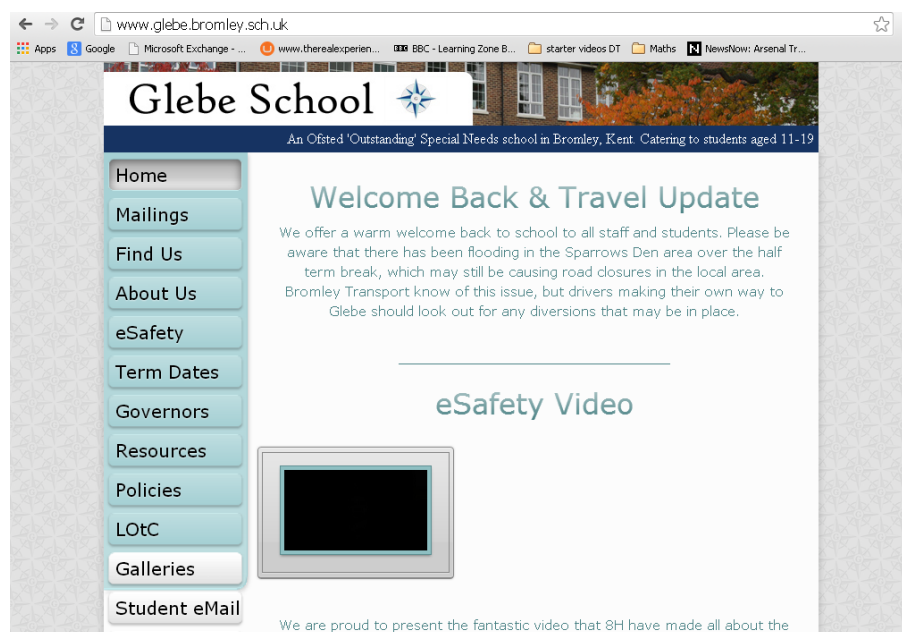 www.glebe.bromley.sch.uk
Apps Google Microsoft Exchange - ... www.therealexperien... BBC - Learning Zone B... starter videos DT Maths NewsNow: Arsenal Tr...
Glebe School
An Ofsted 'Outstanding' Special Needs school in Bromley, Kent. Catering to students aged 11-19
Home
Mailings
Find Us
About Us
eSafety
Term Dates
Governors
Resources
Policies
LOtC
Galleries
Student eMail
Welcome Back & Travel Update
We offer a warm welcome back to school to all staff and students. Please be
aware that there has been flooding in the Sparrows Den area over the half
term break, which may still be causing road closures in the local area.
Bromley Transport know of this issue, but drivers making their own way to
Glebe should look out for any diversions that may be in place.
eSafety Video
We are proud to present the fantastic video that 8H have made all about the